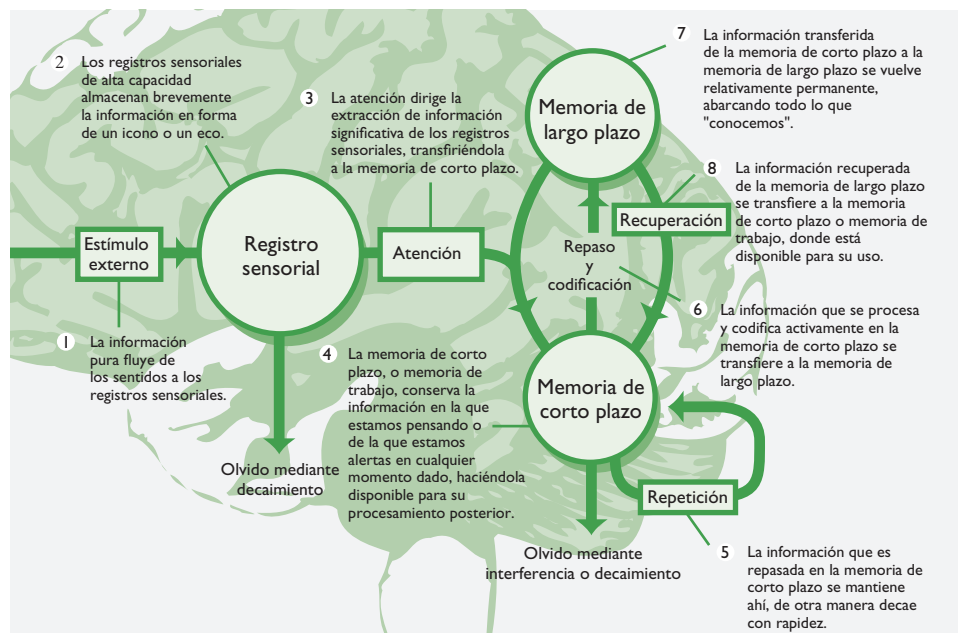 1
La información
pura fluye de
los sentidos a los
registros sensoriales.
2
Los registros sensoriales
de alta capacidad
almacenan brevemente
la información en forma
de un icono o un eco.
3
La atención dirige la
extracción de información
significativa de los registros
sensoriales, transfiriéndola
a la memoria de corto plazo.
4
La memoria de corto
plazo, o memoria de
trabajo, conserva la
información en la que
estamos pensando o
de la que estamos
alertas en cualquier
momento dado, haciéndola
disponible para su
procesamiento posterior.
5
La información que es
repasada en la memoria de
corto plazo se mantiene
ahí, de otra manera decae
con rapidez.
6
La información que se procesa
y codifica activamente en la
memoria de corto plazo se
transfiere a la memoria de
largo plazo.
7
La información transferida
de la memoria de corto plazo a la
memoria de largo plazo se vuelve
relativamente permanente,
abarcando todo lo que
"conocemos".
8
La información recuperada
de la memoria de largo plazo
se transfiere a la memoria
de corto plazo o memoria de
trabajo, donde está
disponible para su uso.
Estímulo
externo
Registro
sensorial
Atención
Memoria de
largo plazo
Recuperación
Repaso
y
codificación
Memoria de
corto plazo
Repetición
Olvido mediante
decaimiento
Olvido mediante
interferencia o decaimiento